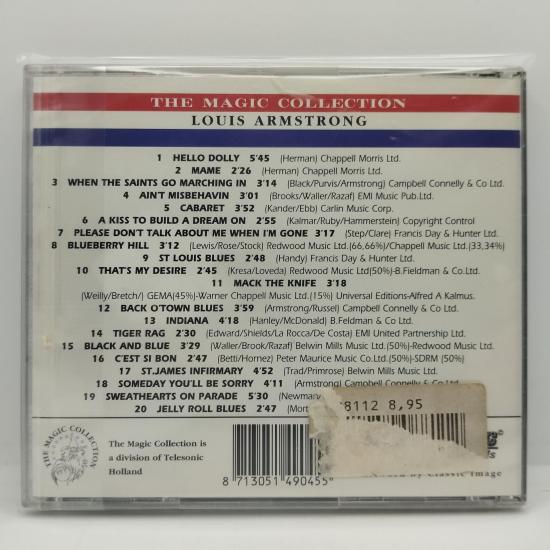 THE MAGIC COLLECTION
LOUIS ARMSTRONG
1 HELLO DOLLY 5'45 (Herman) Chappell Morris Ltd.
2 MAME 2'26 (Herman) Chappell Morris Ltd.
3 WHEN THE SAINTS GO MARCHING IN 3'14 (Black/Purvis/Armstrong) Campbell Connelly & Co Ltd.
4 AIN'T MISBEHAVIN 3'01 (Brooks/Waller/Razaf) EMI Music Pub.Ltd.
5 CABARET 3'52 (Kander/Ebb) Carlin Music Corp.
6 A KISS TO BUILD A DREAM ON 2'55 (Kalmar/Ruby/Hammerstein) Copyright Control
7 PLEASE DON'T TALK ABOUT ME WHEN I'M GONE 3'17 (Step/Clare) Francis Day & Hunter Ltd.
8 BLUEBERRY HILL 3'12 (Lewis/Rose/Stock) Redwood Music Ltd.(66,66%)/Chappell Music Ltd.(33,34%)
9 ST LOUIS BLUES 2'48 (Handy) Francis Day & Hunter Ltd.
10 THAT'S MY DESIRE 2'45 (Kresa/Loveda) Redwood Music Ltd(50%)-B.Fieldman & Co.Ltd.
11 MACK THE KNIFE 3'18
(Weilly/Bretch/) GEMA(45%)-Warner Chappell Music Ltd.(15%) Universal Editions-Alfred A Kalmus.
12 BACK O'TOWN BLUES 3'59 (Armstrong/Russel) Campbell Connelly & Co Ltd.
13 INDIANA 4'18 (Hanley/McDonald) B.Feldman & Co Ltd.
14 TIGER RAG 2'30 (Edward/Shields/La Rocca/De Costa) EMI United Partnership Ltd.
15 BLACK AND BLUE 3'29 (Waller/Brook/Razaf) Belwin Mills Music Ltd.(50%)-Redwood Music Ltd.
16 C'EST SI BON 2'47 (Betti/Hornez) Peter Maurice Music Co.Ltd.(50%)-SDRM (50%)
17 ST.JAMES INFIRMARY 4'52 (Trad/Primrose) Belwin Mills Music Ltd.
18 SOMEDAY YOU'LL BE SORRY 4'11 (Armstrong) Campbell Connelly & Co Ltd.
19 SWEATHEARTS ON PARADE 5'30 (Newman
20 JELLY ROLL BLUES 2'47 (Mort
8112 8,95
THE MAGIC COLLECTION
The Magic Collection is
a division of Telesonic
Holland
8 713051 490455
by Classic Image